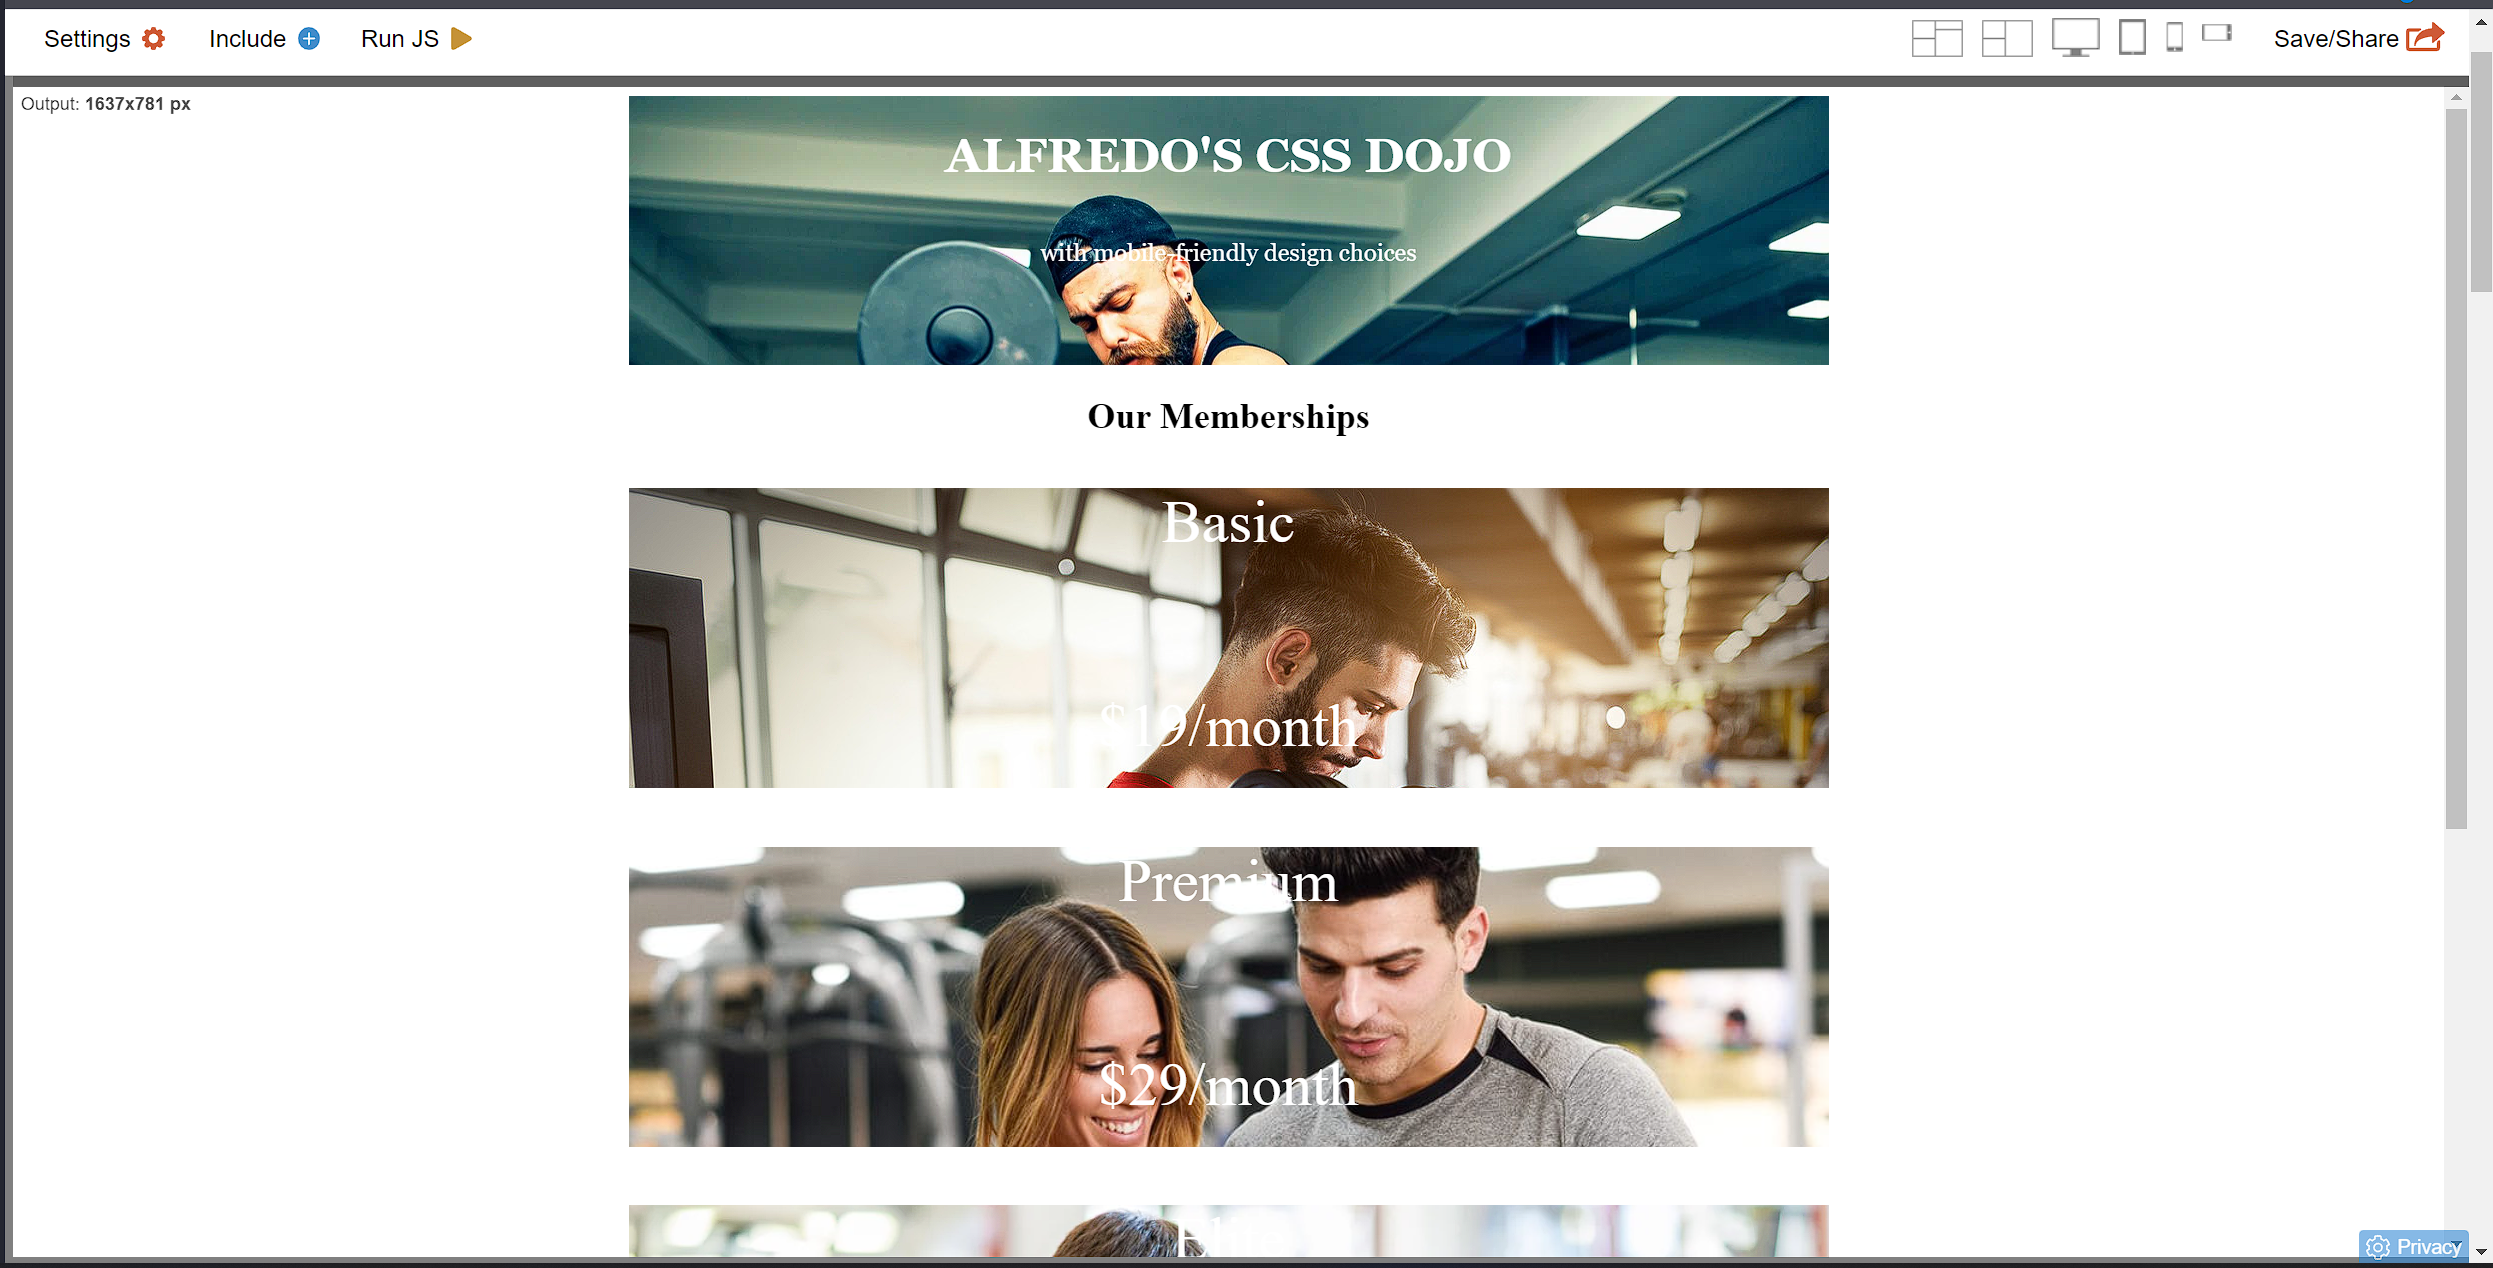 Settings Include Run JS Save/Share
Output: 1637x781 px
ALFREDO'S CSS DOJO
with mobile-friendly design choices
Our Memberships
Basic
$19/month
Premium
$29/month
Privacy